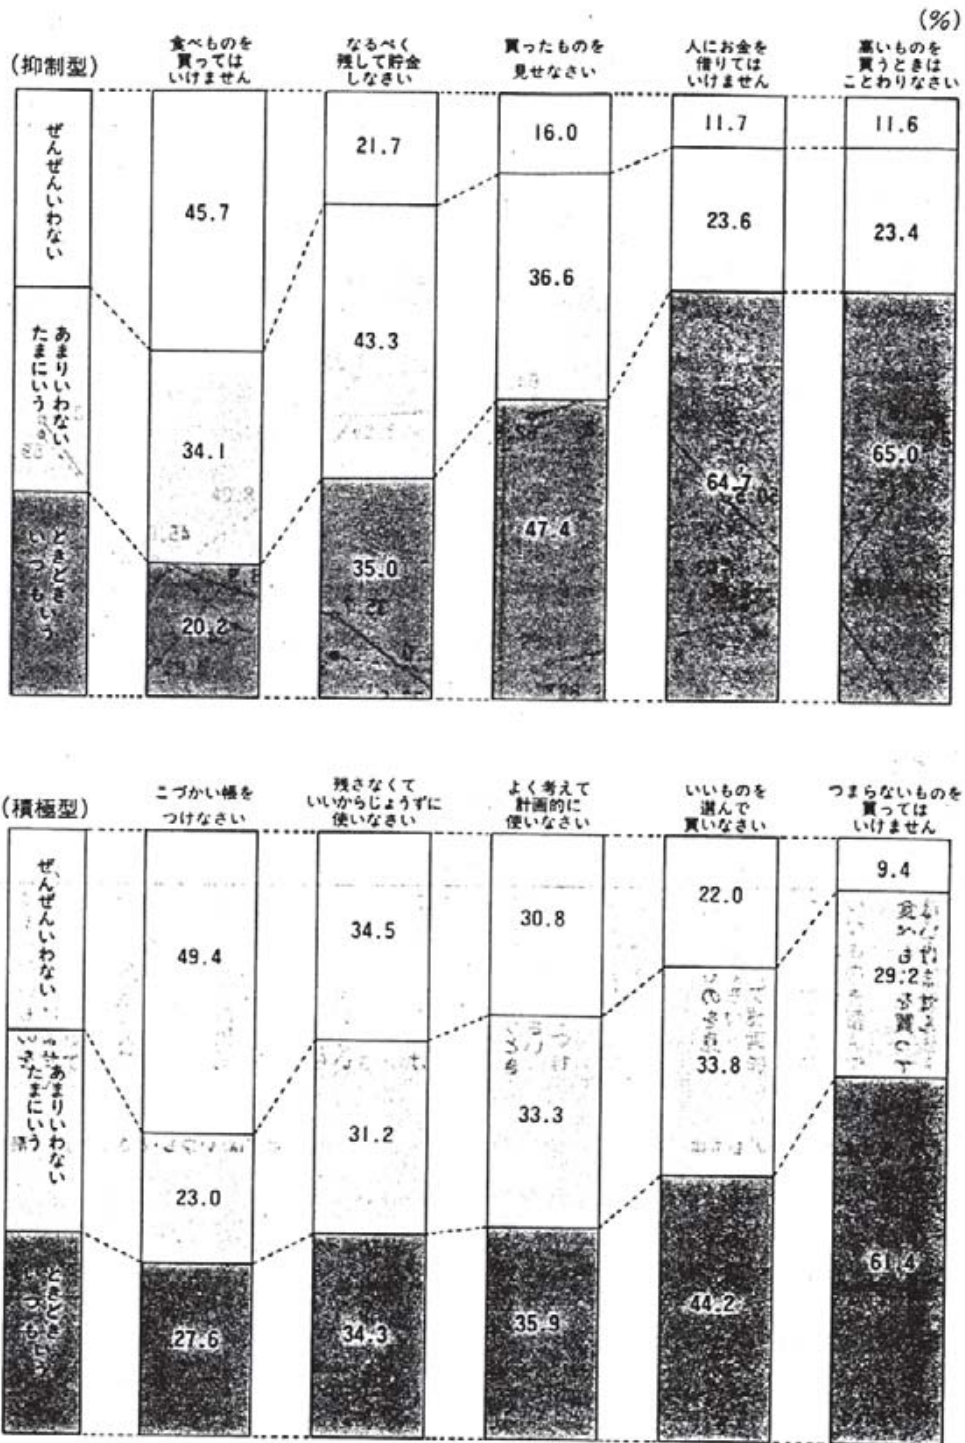 (%)
(抑制型)
食べものを
買っては
いけません
なるべく
残して貯金
しなさい
買ったものを
見せなさい
人にお金を
借りては
いけません
高いものを
買うときは
ことわりなさい
ぜんぜんいわない
45.7
21.7
16.0
11.7
11.6
あまりいわない
たまにいう
34.1
43.3
36.6
23.6
23.4
ときどき
いつもいう
20.2
35.0
47.4
64.7
65.0
(積極型)
こづかい帳を
つけなさい
残さなくて
いいからじょうずに
使いなさい
よく考えて
計画的に
使いなさい
いいものを
選んで
買いなさい
つまらないものを
買っては
いけません
ぜんぜんいわない
49.4
34.5
30.8
22.0
9.4
あまりいわない
たまにいう
23.0
31.2
33.3
33.8
29.2
ときどき
いつもいう
27.6
34.3
35.9
44.2
61.4